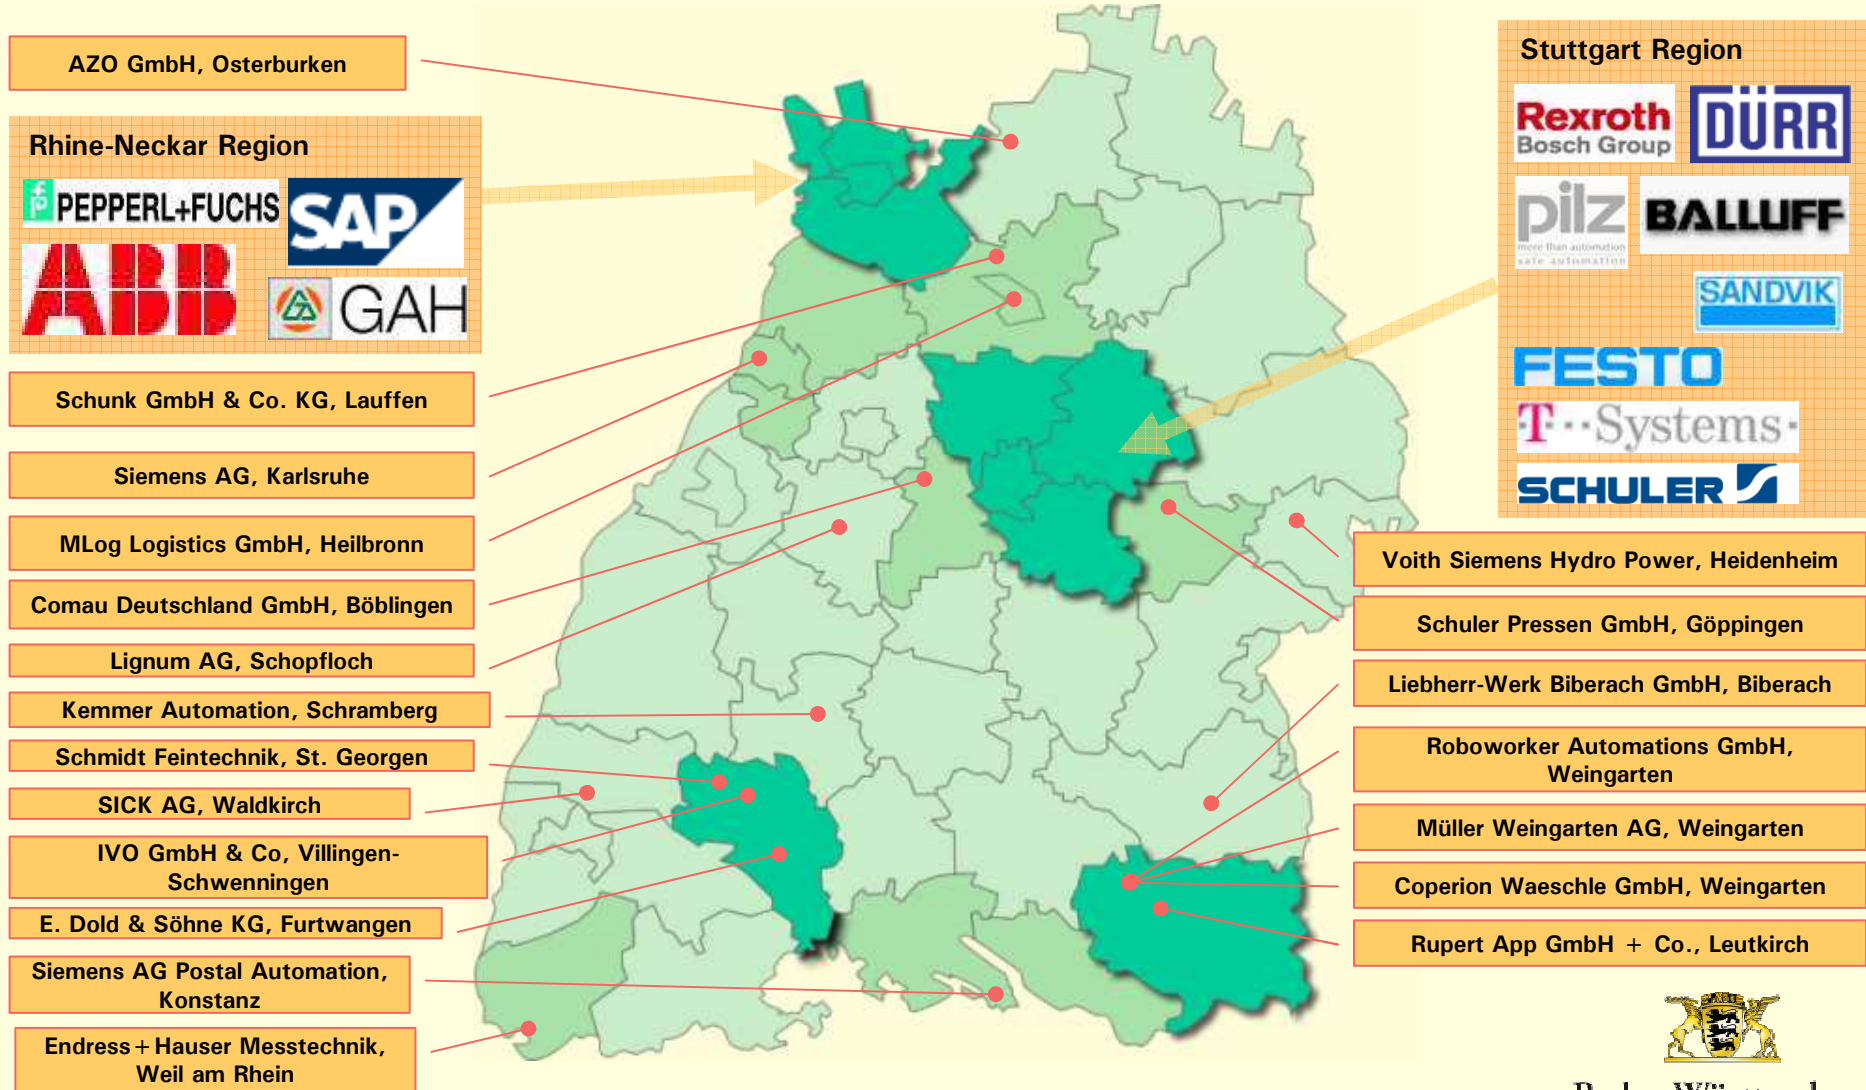 AZO GmbH, Osterburken
Rhine-Neckar Region
PEPPERL+FUCHS
SAP
ABB
GAH
Schunk GmbH & Co. KG, Lauffen
Siemens AG, Karlsruhe
MLog Logistics GmbH, Heilbronn
Comau Deutschland GmbH, Böblingen
Lignum AG, Schopfloch
Kemmer Automation, Schramberg
Schmidt Feintechnik, St. Georgen
SICK AG, Waldkirch
IVO GmbH & Co, Villingen-
Schwenningen
E. Dold & Söhne KG, Furtwangen
Siemens AG Postal Automation,
Konstanz
Endress+Hauser Messtechnik,
Weil am Rhein
Stuttgart Region
Rexroth
Bosch Group
DÜRR
pilz
more than automation
safe automation
BALLUFF
SANDVIK
FESTO
T··Systems·
SCHULER
Voith Siemens Hydro Power, Heidenheim
Schuler Pressen GmbH, Göppingen
Liebherr-Werk Biberach GmbH, Biberach
Roboworker Automations GmbH,
Weingarten
Müller Weingarten AG, Weingarten
Coperion Waeschle GmbH, Weingarten
Rupert App GmbH + Co., Leutkirch